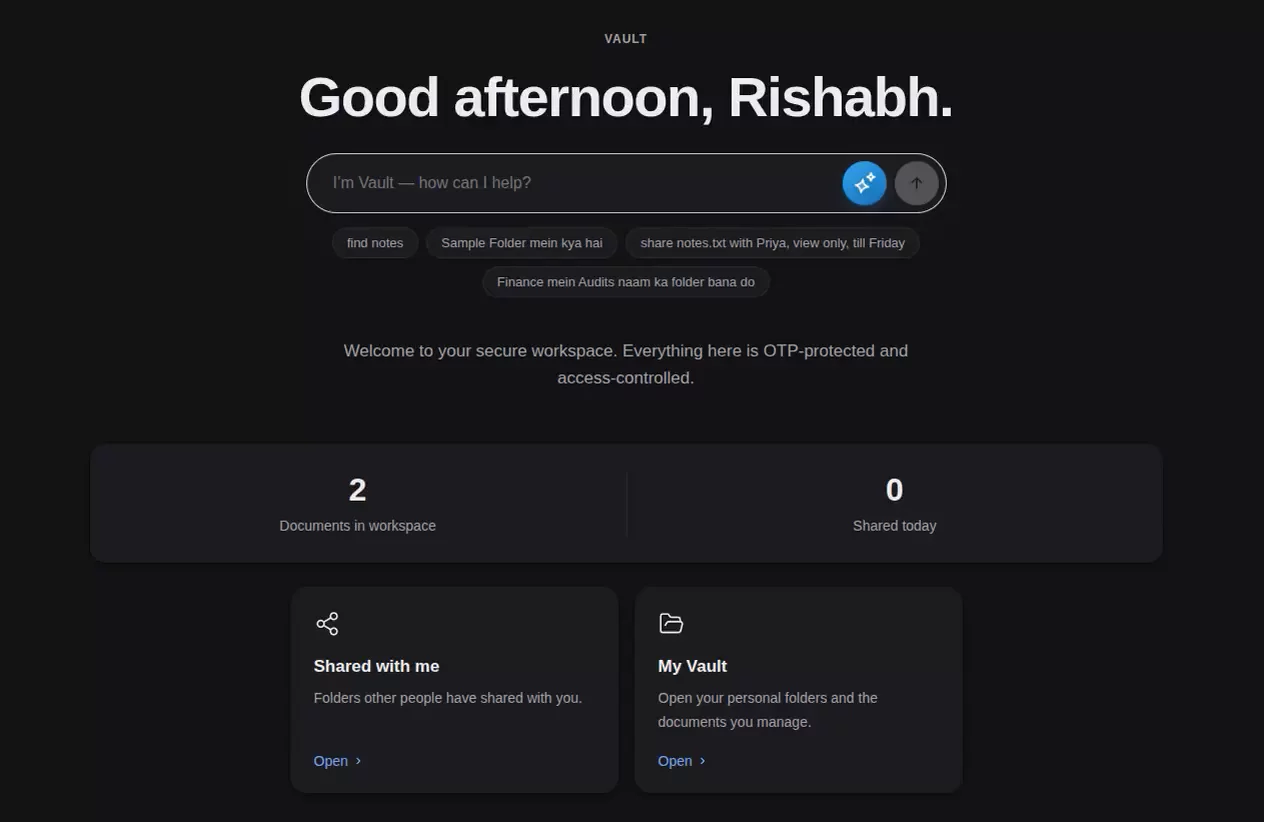 VAULT
Good afternoon, Rishabh.
I'm Vault — how can I help?
find notes
Sample Folder mein kya hai
share notes.txt with Priya, view only, till Friday
Finance mein Audits naam ka folder bana do
Welcome to your secure workspace. Everything here is OTP-protected and
access-controlled.
2
Documents in workspace
0
Shared today
Shared with me
Folders other people have shared with you.
Open ›
My Vault
Open your personal folders and the
documents you manage.
Open ›